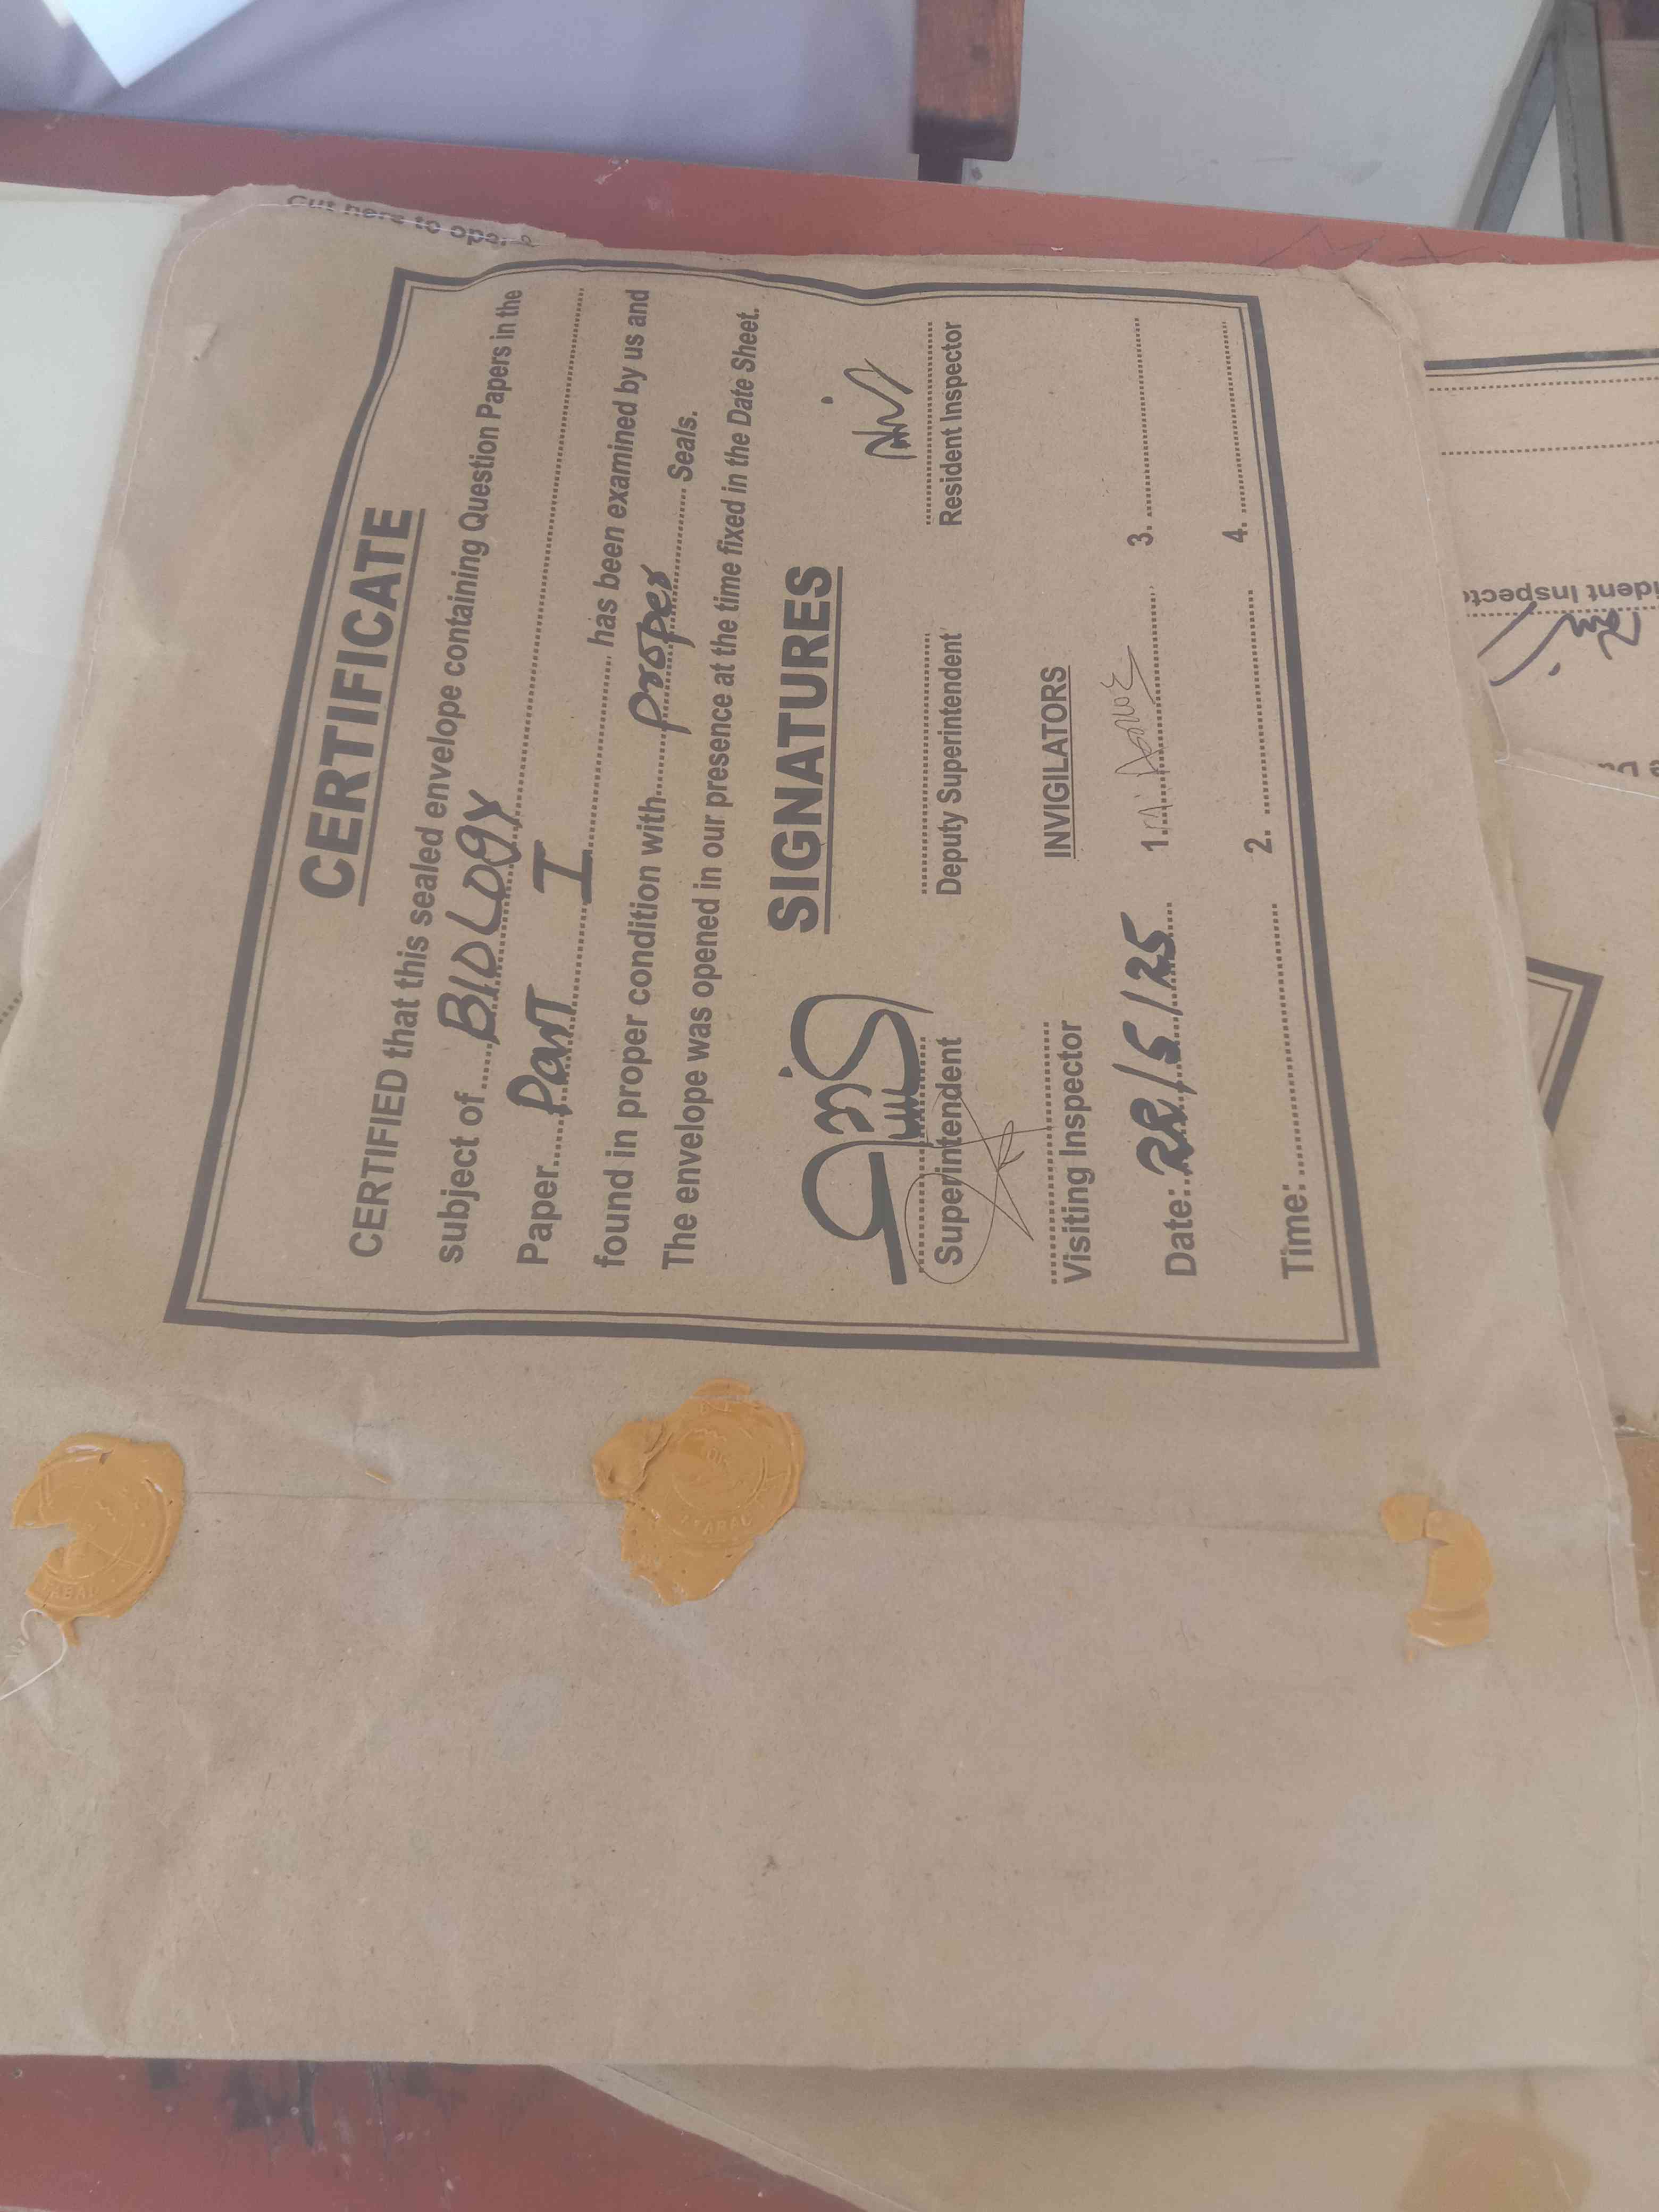 Cut here to open
CERTIFICATE
CERTIFIED that this sealed envelope containing Question Papers in the
subject of ..... BIOLOGY
Paper..... Part I
has been examined by us and
found in proper condition with..... proper ..... Seals.
The envelope was opened in our presence at the time fixed in the Date Sheet.
SIGNATURES
Superintendent
Deputy Superintendent
Resident Inspector
Visiting Inspector
INVIGILATORS
Date: 28/5/25
1.
3.
Time:
2.
4.